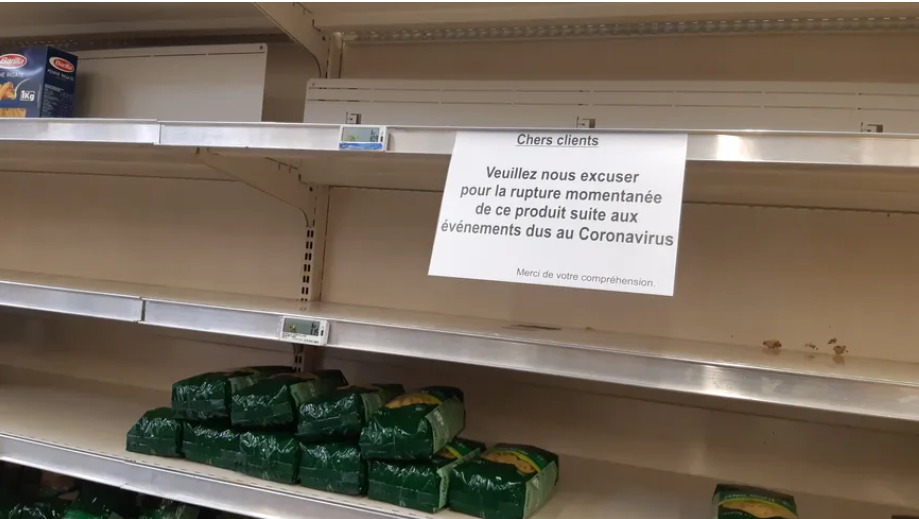 Barilla
Barilla
1Kg
Chers clients
Veuillez nous excuser
pour la rupture momentanée
de ce produit suite aux
événements dus au Coronavirus
Merci de votre compréhension.